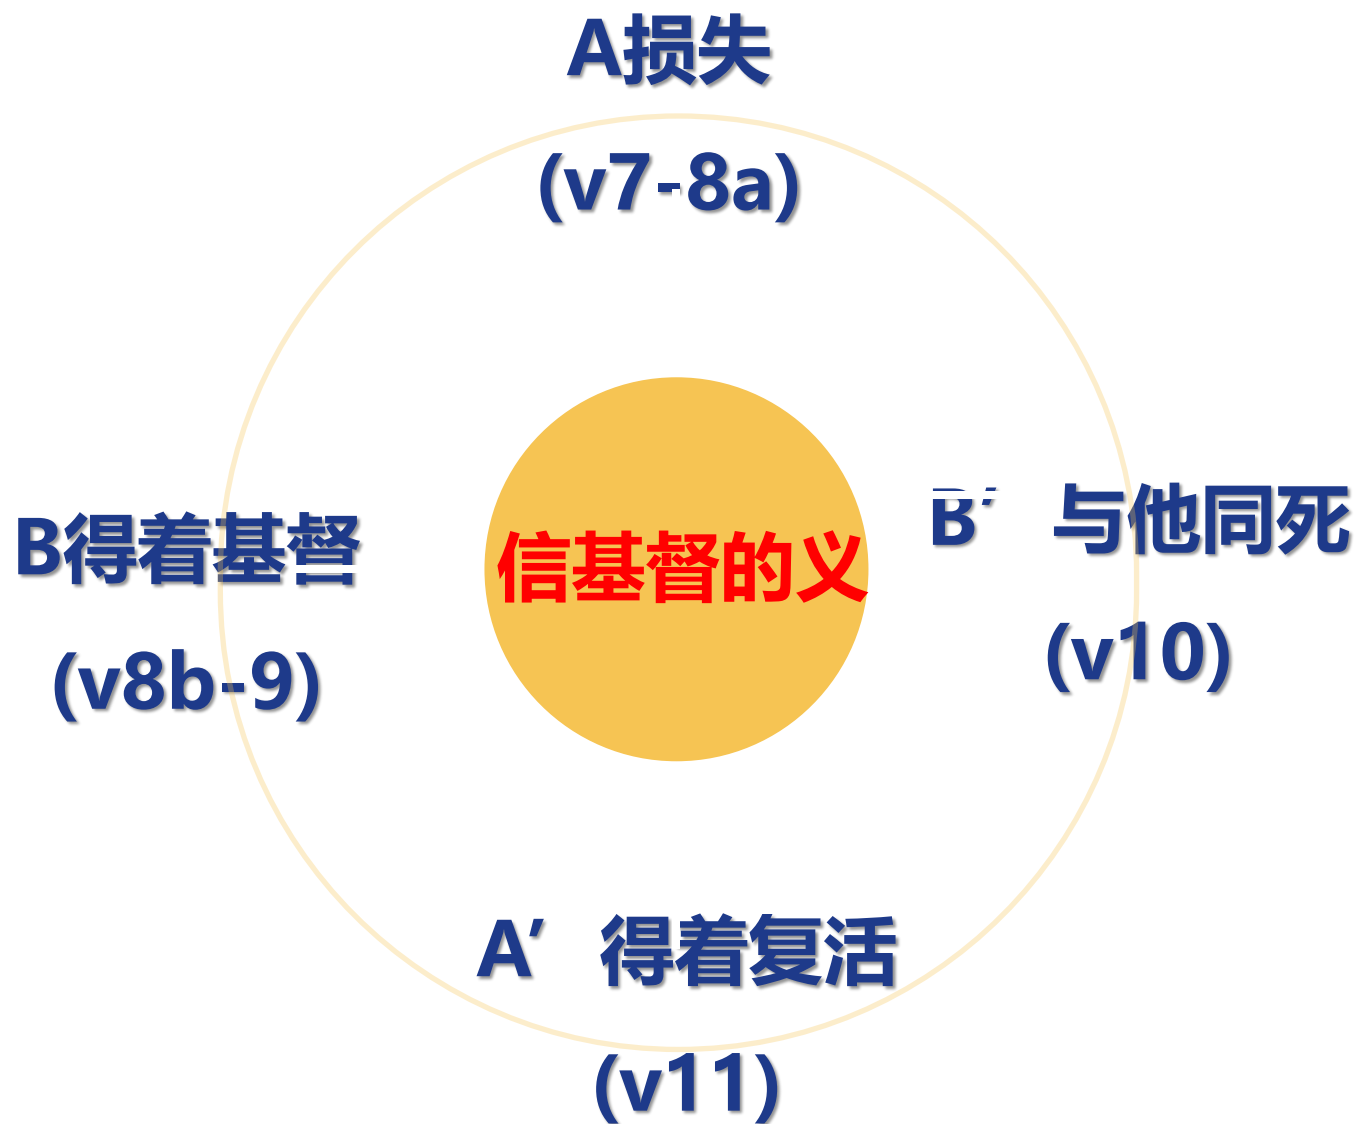 A损失
(v7-8a)
B得着基督
(v8b-9)
信基督的义
B′ 与他同死
(v10)
A′ 得着复活
(v11)